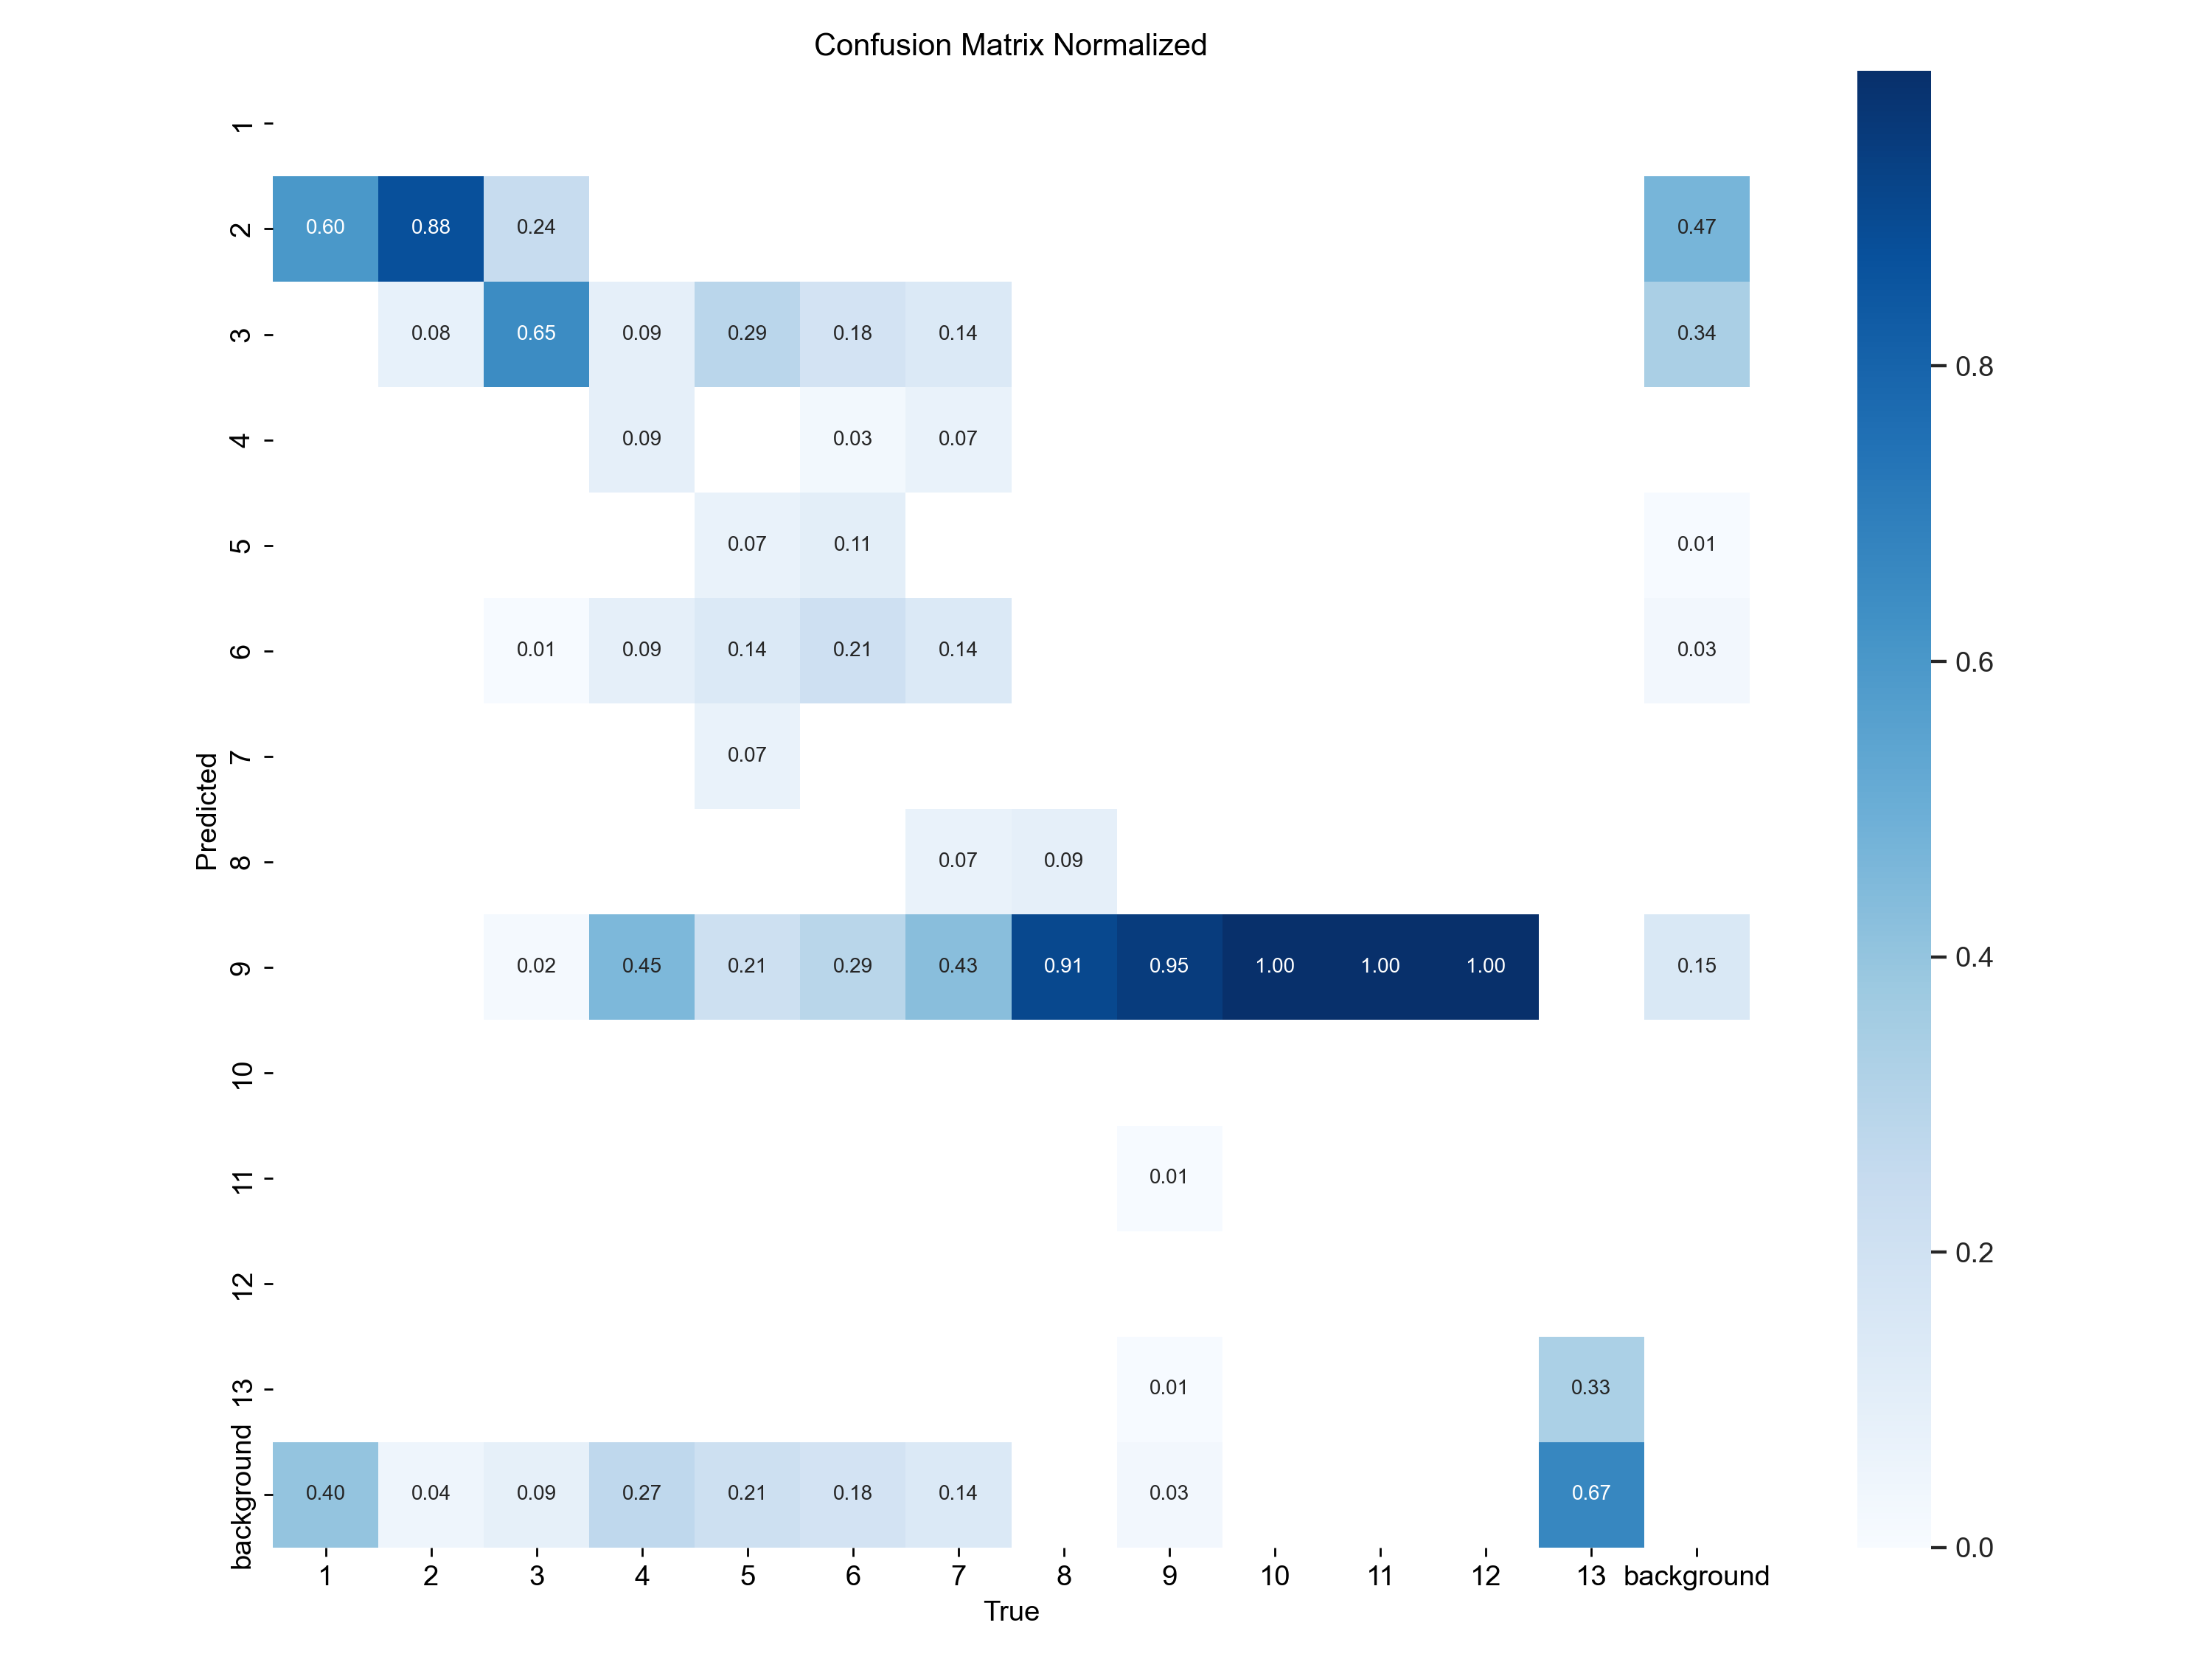 Confusion Matrix Normalized
1
2 0.60 0.88 0.24 0.47
3 0.08 0.65 0.09 0.29 0.18 0.14 0.34
4 0.09 0.03 0.07
5 0.07 0.11 0.01
6 0.01 0.09 0.14 0.21 0.14 0.03
7 0.07
8 0.07 0.09
9 0.02 0.45 0.21 0.29 0.43 0.91 0.95 1.00 1.00 1.00 0.15
10
11 0.01
12
13 0.01 0.33
background 0.40 0.04 0.09 0.27 0.21 0.18 0.14 0.03 0.67
1 2 3 4 5 6 7 8 9 10 11 12 13 background
True
Predicted
0.8
0.6
0.4
0.2
0.0